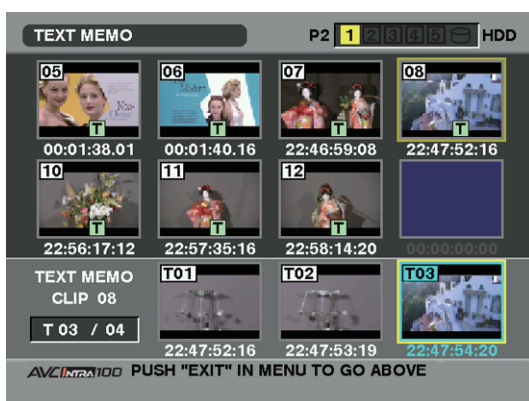 TEXT MEMO
P2 1 2 3 4 5 HDD
05 06 07 08
T T T T
00:01:38.01 00:01:40.16 22:46:59:08 22:47:52:16
10 11 12
T T T
22:56:17:12 22:57:35:16 22:58:14:20 00:00:00:00
TEXT MEMO
CLIP 08
T 03 / 04
T01 T02 T03
22:47:52:16 22:47:53:19 22:47:54:20
AVC INTRA 100 PUSH "EXIT" IN MENU TO GO ABOVE